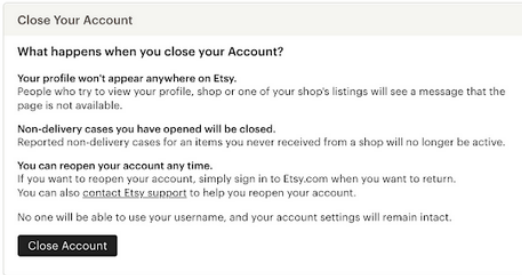 Close Your Account
What happens when you close your Account?
Your profile won't appear anywhere on Etsy.
People who try to view your profile, shop or one of your shop's listings will see a message that the
page is not available.
Non-delivery cases you have opened will be closed.
Reported non-delivery cases for an items you never received from a shop will no longer be active.
You can reopen your account any time.
If you want to reopen your account, simply sign in to Etsy.com when you want to return.
You can also contact Etsy support to help you reopen your account.
No one will be able to use your username, and your account settings will remain intact.
Close Account